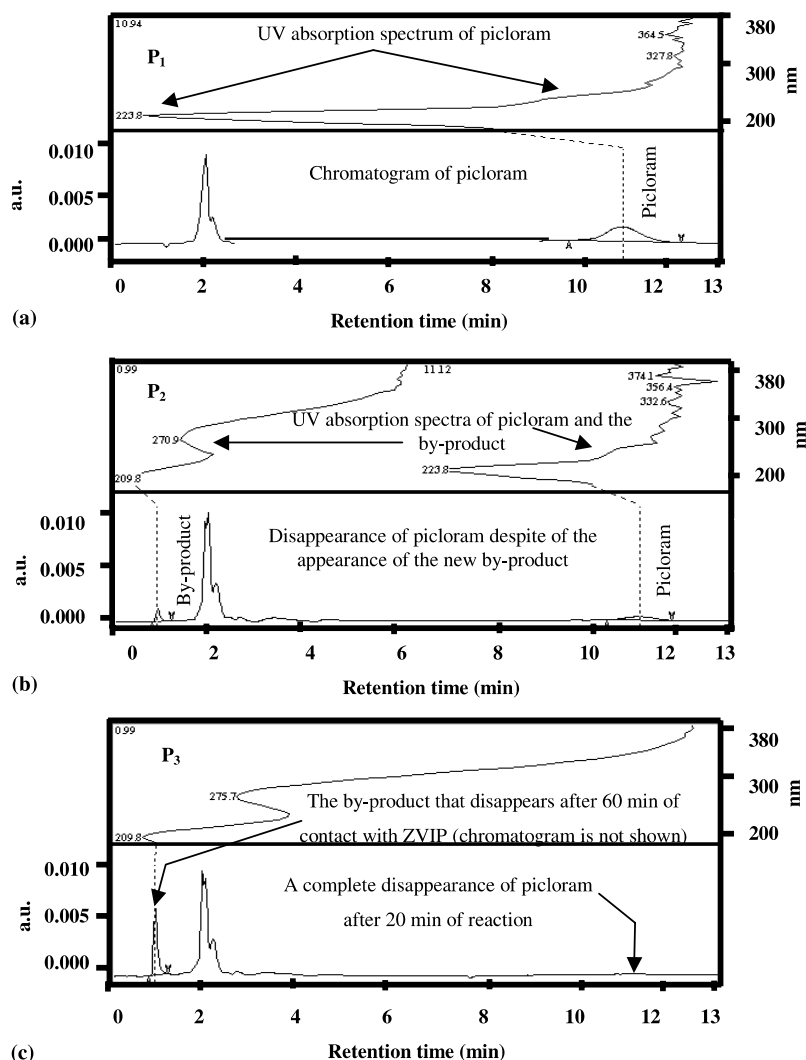 10.94
P1
UV absorption spectrum of picloram
364.5
327.8
223.8
380
300
200
nm
0.010
0.005
0.000
a.u.
Chromatogram of picloram
Picloram
0 2 4 6 8 10 12 13
Retention time (min)
(a)
0.99
P2
11.12
270.9
209.8
UV absorption spectra of picloram and the
by-product
374.1
356.4
332.6
223.8
380
300
200
nm
0.010
0.005
0.000
a.u.
By-product
Disappearance of picloram despite of the
appearance of the new by-product
Picloram
0 2 4 6 8 10 12 13
Retention time (min)
(b)
0.99
P3
275.7
209.8
The by-product that disappears after 60 min of
contact with ZVIP (chromatogram is not shown)
380
300
200
nm
0.010
0.005
0.000
a.u.
A complete disappearance of picloram
after 20 min of reaction
0 2 4 6 8 10 12 13
Retention time (min)
(c)